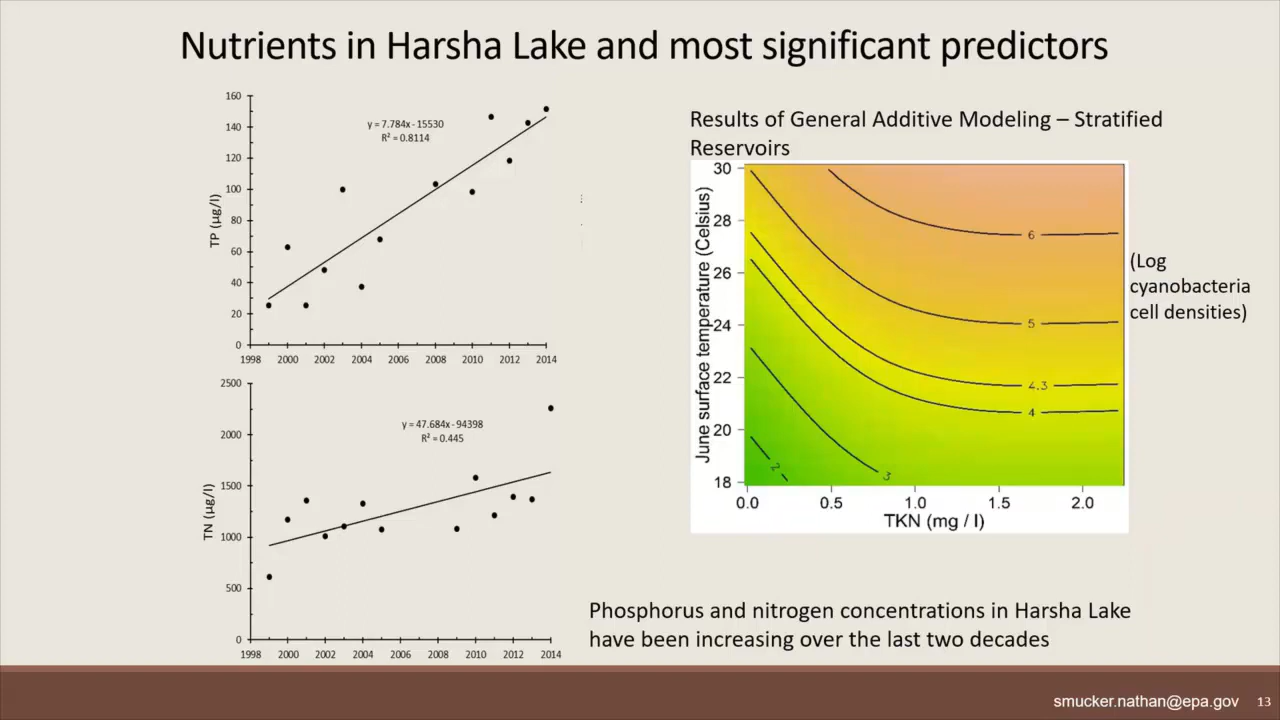 Nutrients in Harsha Lake and most significant predictors
160
140
120
100
80
60
40
20
0
TP (µg/l)
y = 7.784x - 15530
R² = 0.8114
1998 2000 2002 2004 2006 2008 2010 2012 2014
2500
2000
1500
1000
500
0
TN (µg/l)
y = 47.684x - 94398
R² = 0.445
1998 2000 2002 2004 2006 2008 2010 2012 2014
Results of General Additive Modeling – Stratified
Reservoirs
30
28
26
24
22
20
18
June surface temperature (Celsius)
6
5
4.3
4
3
2
0.0 0.5 1.0 1.5 2.0
TKN (mg / l)
(Log
cyanobacteria
cell densities)
Phosphorus and nitrogen concentrations in Harsha Lake
have been increasing over the last two decades
smucker.nathan@epa.gov 13